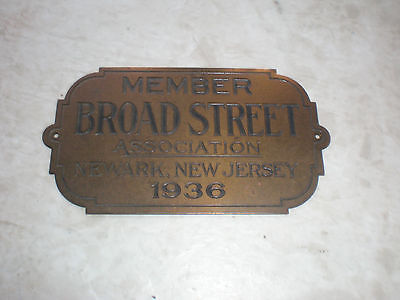 MEMBER
BROAD STREET
ASSOCIATION
NEWARK, NEW JERSEY
1936